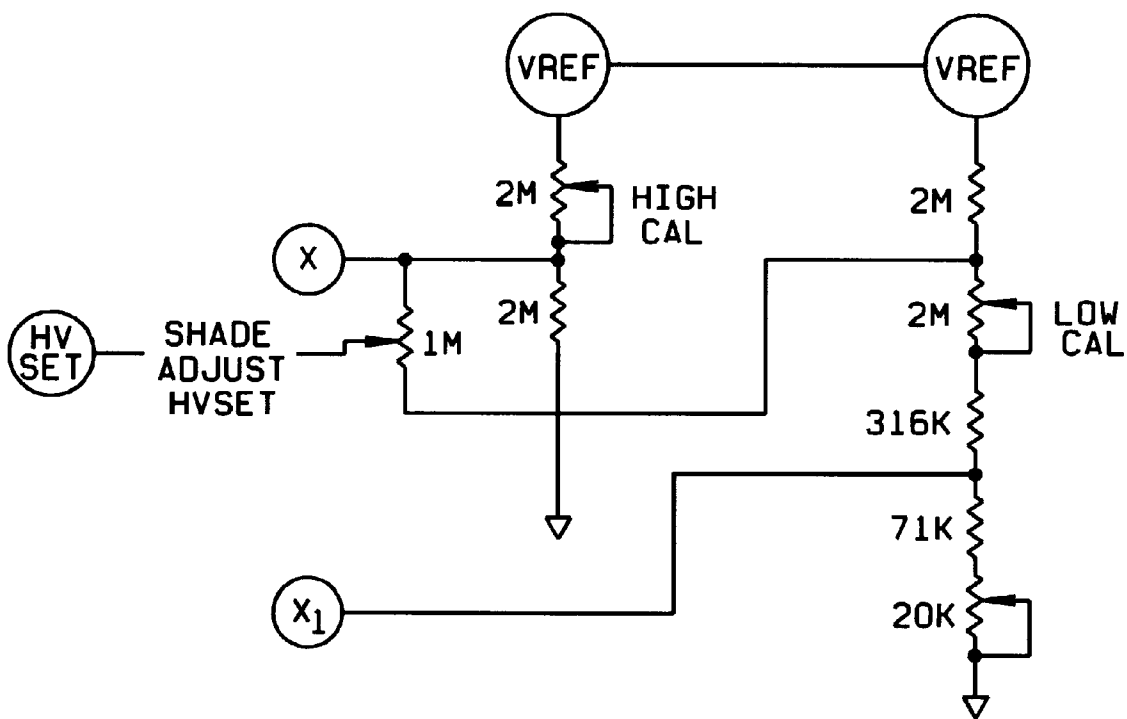 VREF
VREF
2M
HIGH
CAL
2M
X
2M
2M
LOW
CAL
HV
SET
SHADE
ADJUST
HVSET
1M
316K
71K
X1
20K